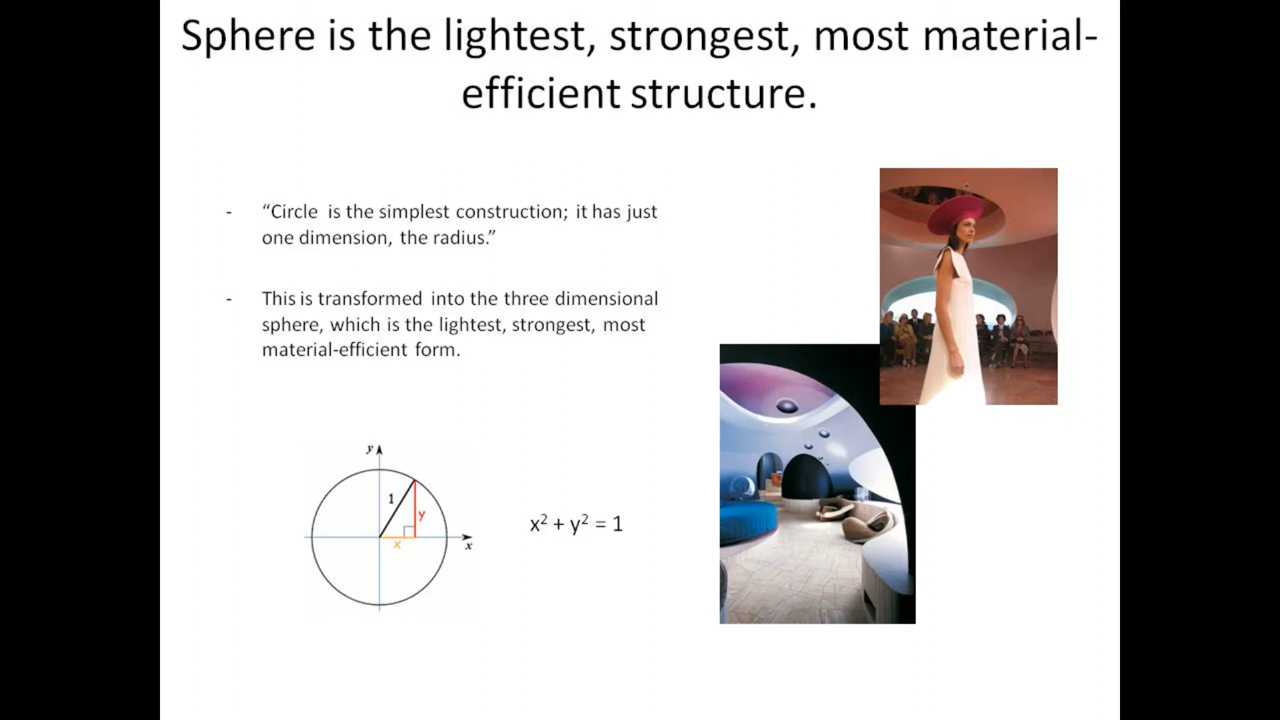 Sphere is the lightest, strongest, most material-
efficient structure.
- “Circle is the simplest construction; it has just
one dimension, the radius.”
- This is transformed into the three dimensional
sphere, which is the lightest, strongest, most
material-efficient form.
y
1
y
x
x
x² + y² = 1